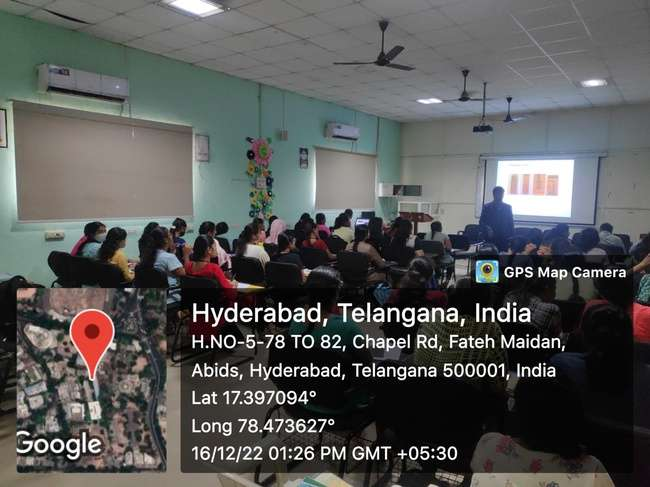 GPS Map Camera
Hyderabad, Telangana, India
H.NO-5-78 TO 82, Chapel Rd, Fateh Maidan,
Abids, Hyderabad, Telangana 500001, India
Lat 17.397094°
Long 78.473627°
16/12/22 01:26 PM GMT +05:30
Google